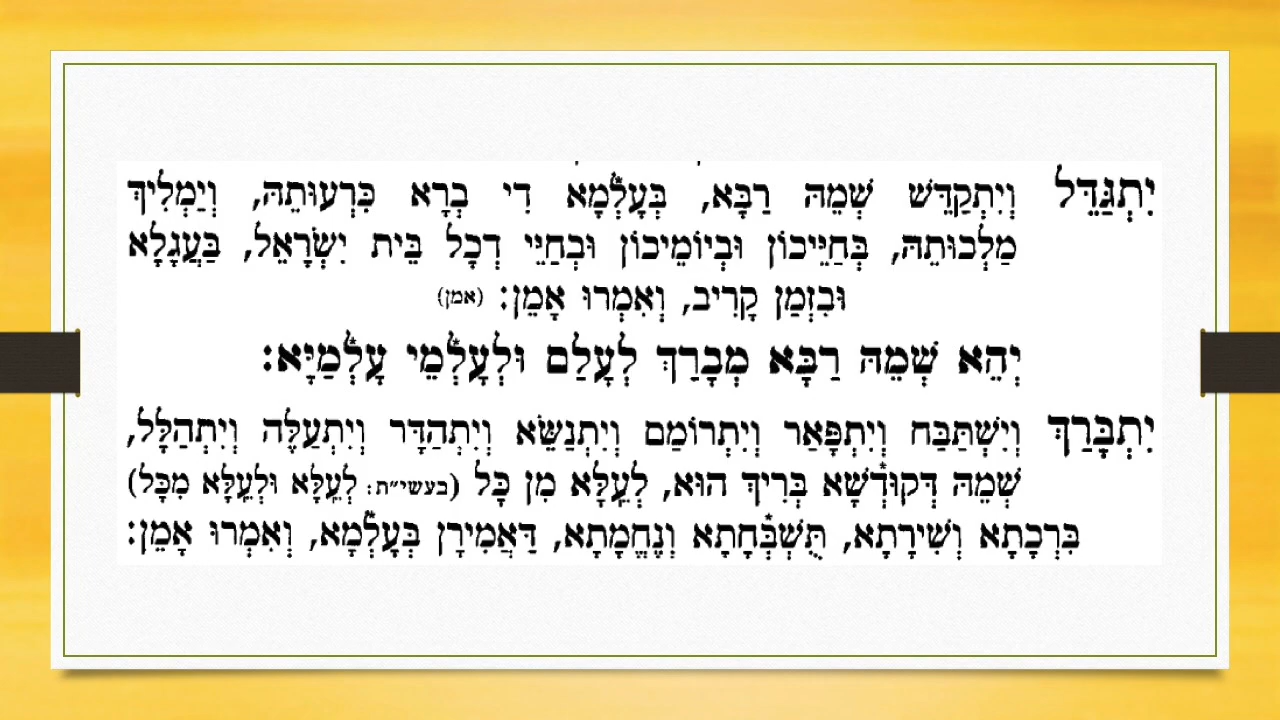 יִתְגַּדֵּל וְיִתְקַדֵּשׁ שְׁמֵהּ רַבָּא, בְּעָלְמָא דִי בְרָא כִּרְעוּתֵהּ, וְיַמְלִיךְ
מַלְכוּתֵהּ, בְּחַיֵּיכוֹן וּבְיוֹמֵיכוֹן וּבְחַיֵּי דְכָל בֵּית יִשְׂרָאֵל, בַּעֲגָלָא
וּבִזְמַן קָרִיב, וְאִמְרוּ אָמֵן: (אמן)
יְהֵא שְׁמֵהּ רַבָּא מְבָרַךְ לְעָלַם וּלְעָלְמֵי עָלְמַיָּא:
יִתְבָּרַךְ וְיִשְׁתַּבַּח וְיִתְפָּאַר וְיִתְרוֹמַם וְיִתְנַשֵּׂא וְיִתְהַדָּר וְיִתְעַלֶּה וְיִתְהַלָּל,
שְׁמֵהּ דְּקוּדְשָׁא בְּרִיךְ הוּא, לְעֵלָּא מִן כָּל (בעשי״ת: לְעֵלָּא וּלְעֵלָּא מִכָּל)
בִּרְכָתָא וְשִׁירָתָא, תֻּשְׁבְּחָתָא וְנֶחֱמָתָא, דַּאֲמִירָן בְּעָלְמָא, וְאִמְרוּ אָמֵן: